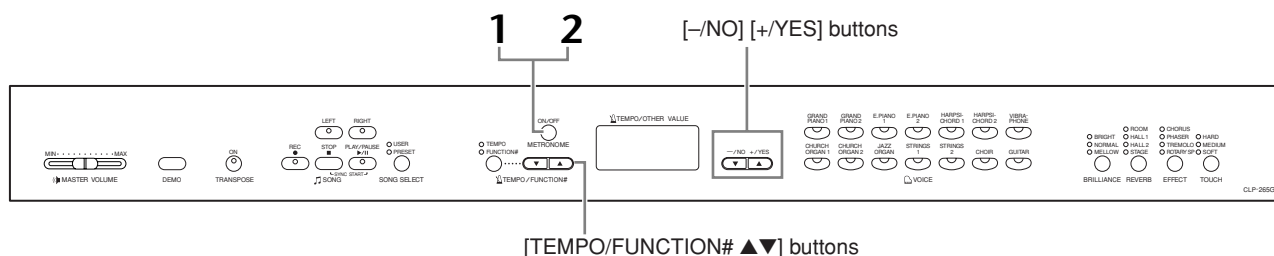 1 2
[–/NO] [+/YES] buttons
MIN MAX
MASTER VOLUME
DEMO
ON
TRANSPOSE
LEFT RIGHT
REC STOP PLAY/PAUSE
SYNC START
SONG
USER
PRESET
SONG SELECT
TEMPO
FUNCTION#
ON/OFF
METRONOME
TEMPO/FUNCTION#
TEMPO/OTHER VALUE
–/NO +/YES
GRAND PIANO 1
GRAND PIANO 2
E.PIANO 1
E.PIANO 2
HARPSI-CHORD 1
HARPSI-CHORD 2
VIBRA-PHONE
CHURCH ORGAN 1
CHURCH ORGAN 2
JAZZ ORGAN
STRINGS 1
STRINGS 2
CHOIR
GUITAR
VOICE
BRIGHT
NORMAL
MELLOW
BRILLIANCE
ROOM
HALL 1
HALL 2
STAGE
REVERB
CHORUS
PHASER
TREMOLO
ROTARY SP
EFFECT
HARD
MEDIUM
SOFT
TOUCH
CLP-265G
[TEMPO/FUNCTION# ▲▼] buttons